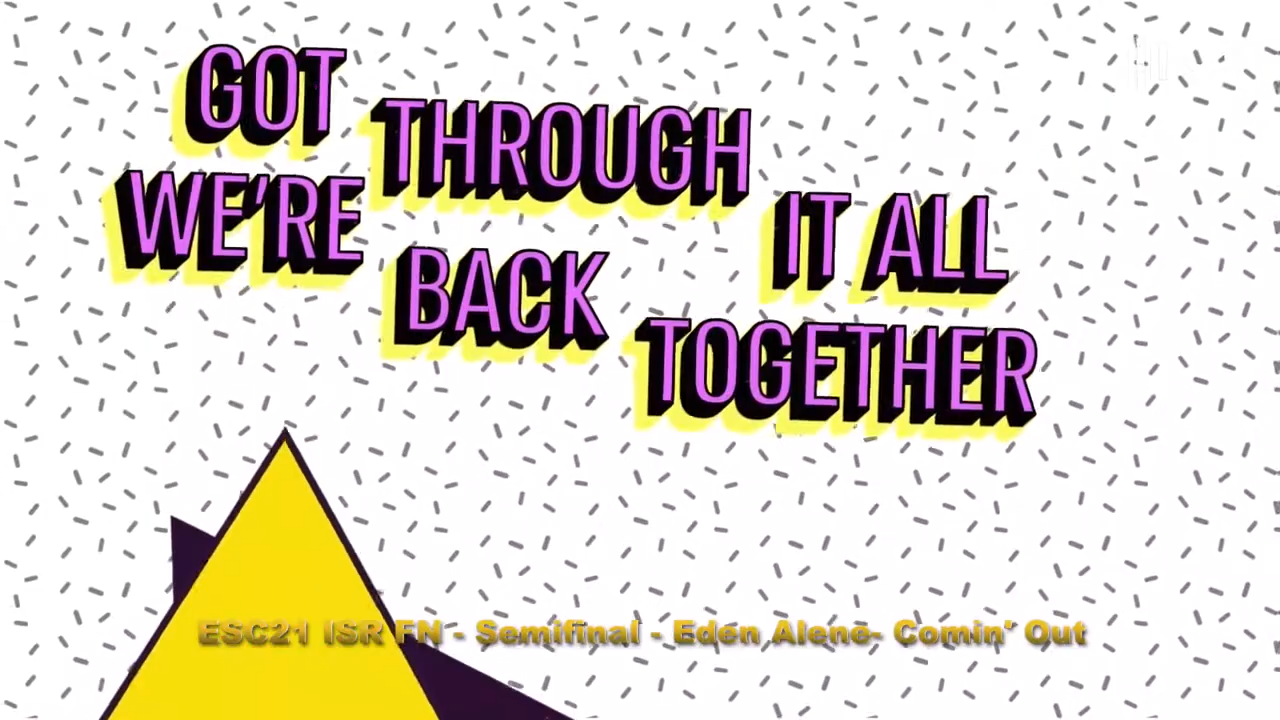 GOT THROUGH IT ALL
WE'RE BACK TOGETHER
ESC21 ISR FN - Semifinal - Eden Alene- Comin' Out